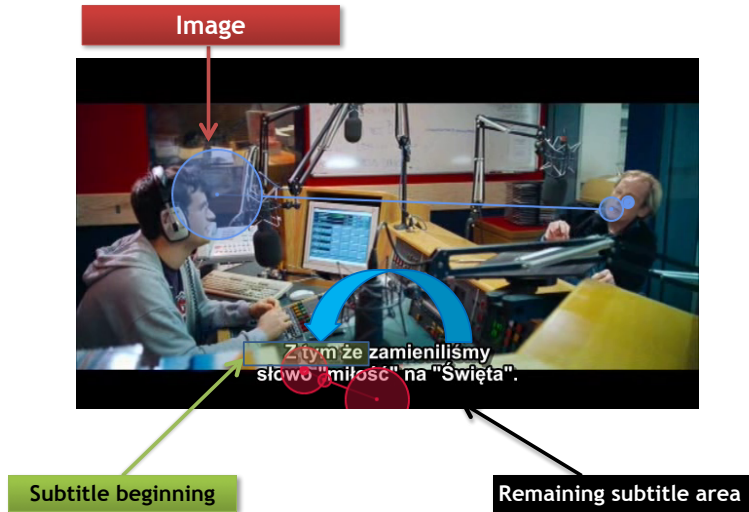 Image
Z tym że zamieniliśmy
słowo "miłość" na "Święta".
Subtitle beginning
Remaining subtitle area